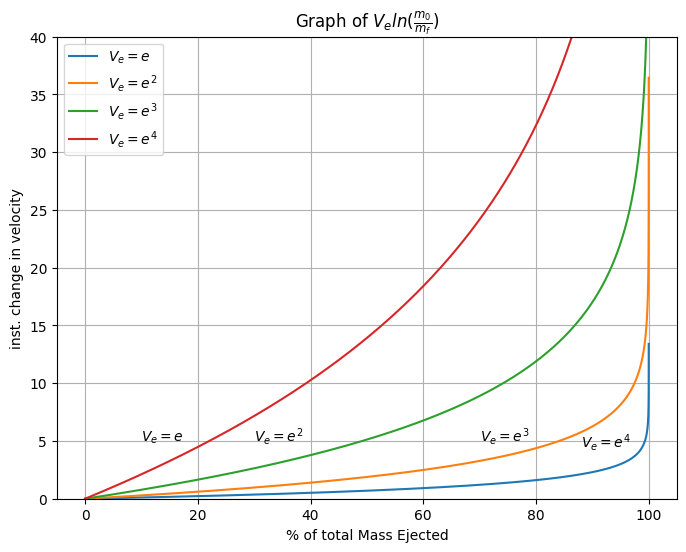 Graph of $V_e ln(\frac{m_0}{m_f})$
40
35
30
25
20
15
10
5
0
inst. change in velocity
$V_e = e$
$V_e = e^2$
$V_e = e^3$
$V_e = e^4$
$V_e = e$
$V_e = e^2$
$V_e = e^3$
$V_e = e^4$
0 20 40 60 80 100
% of total Mass Ejected